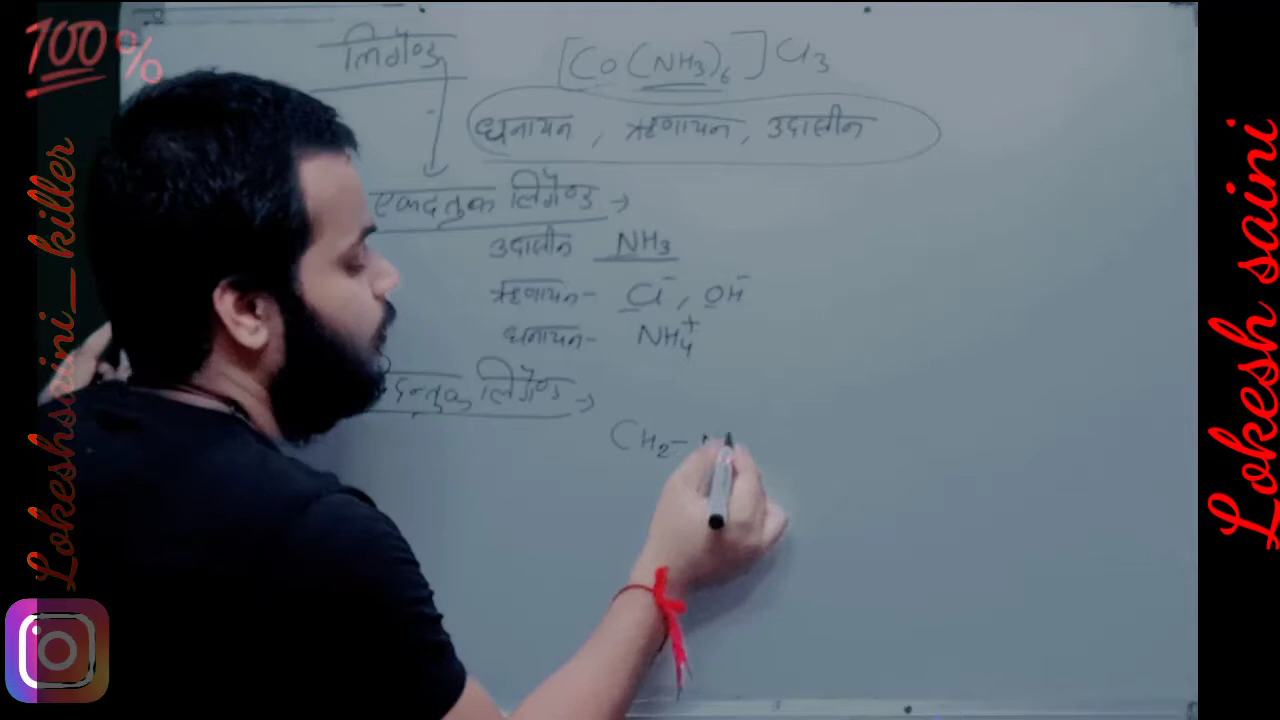 100%
लिगेण्ड
[Co(NH₃)₆]Cl₃
धनायन, ऋणायन, उदासीन
एकदन्तुक लिगेण्ड →
उदासीन NH₃
ऋणायन- Cl⁻, OH⁻
धनायन- NH₄⁺
दन्तुक लिगेण्ड →
CH₂-
Lokeshsaini_killer
Lokesh saini